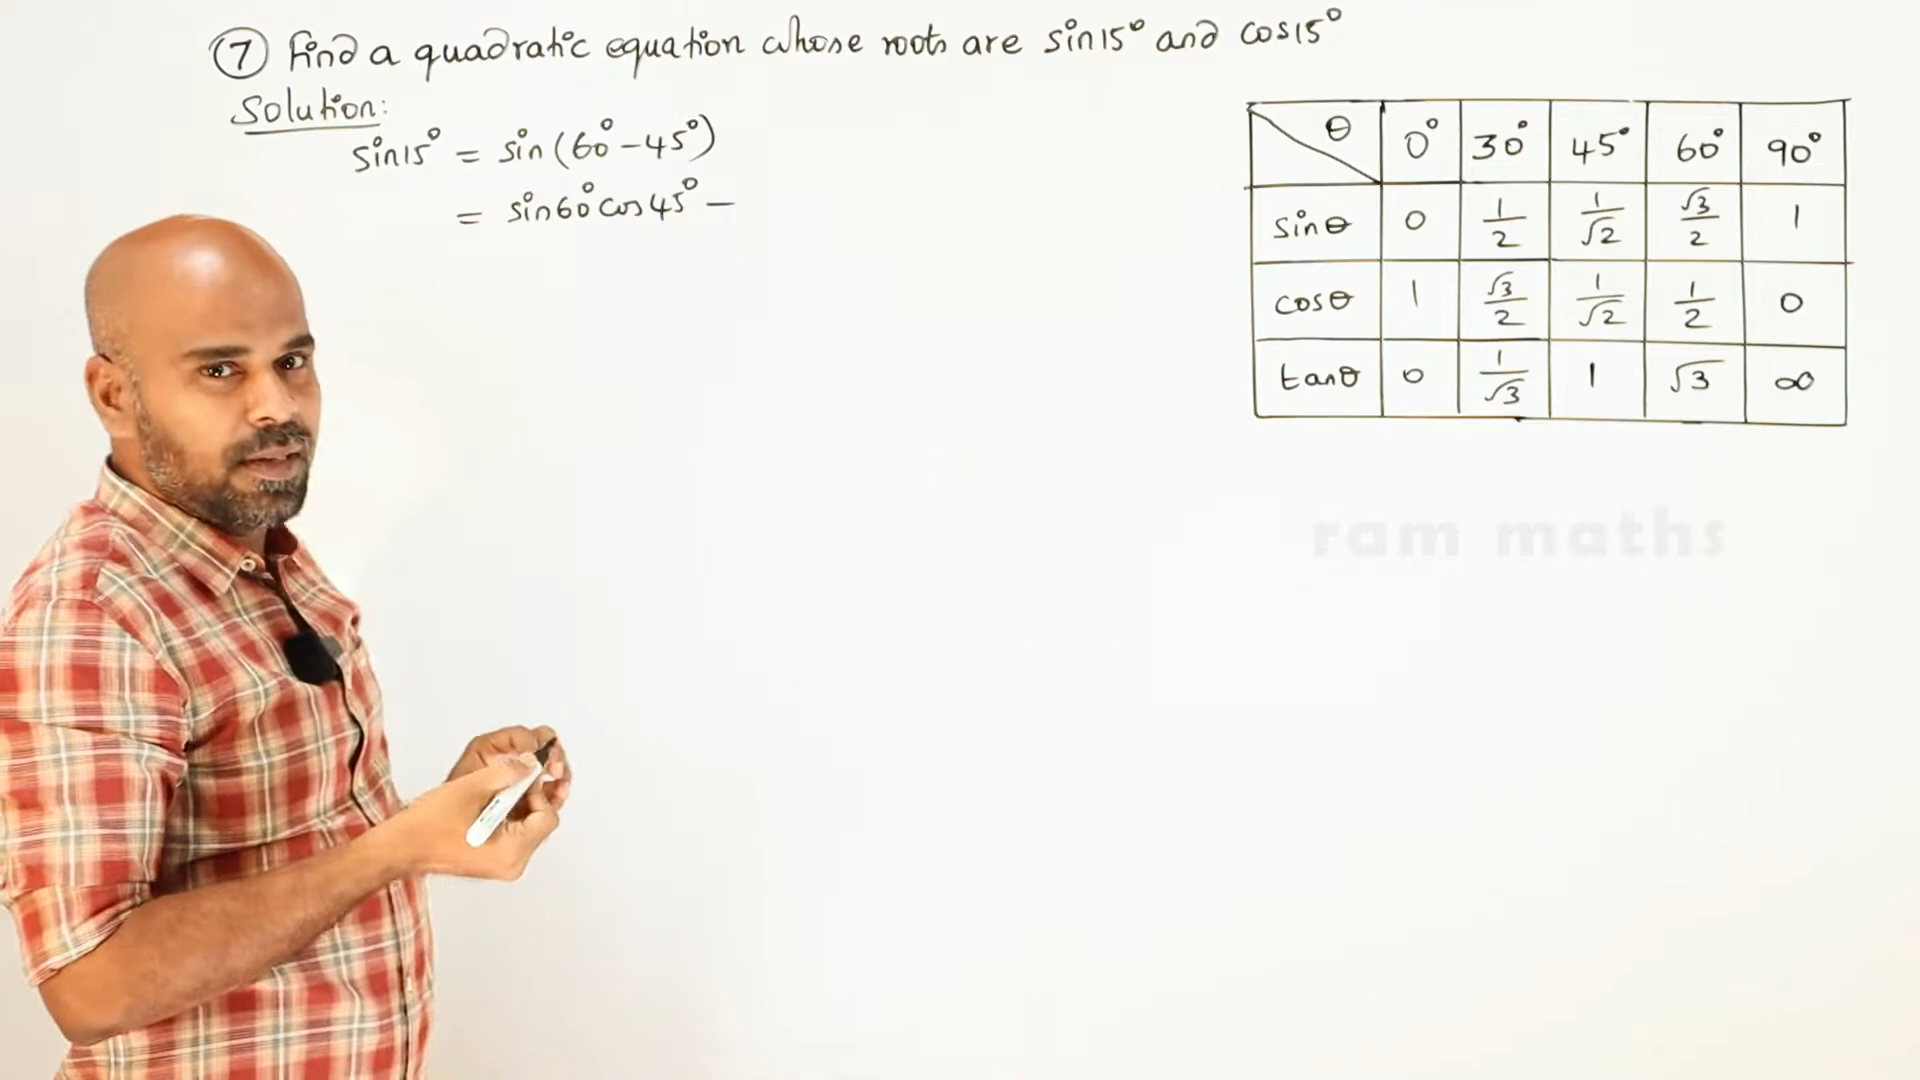 7 Find a quadratic equation whose roots are sin15° and cos15°
Solution:
sin15° = sin(60° – 45°)
= sin60° cos45° –
θ 0° 30° 45° 60° 90°
sinθ 0 1/2 1/√2 √3/2 1
cosθ 1 √3/2 1/√2 1/2 0
tanθ 0 1/√3 1 √3 ∞
ram maths